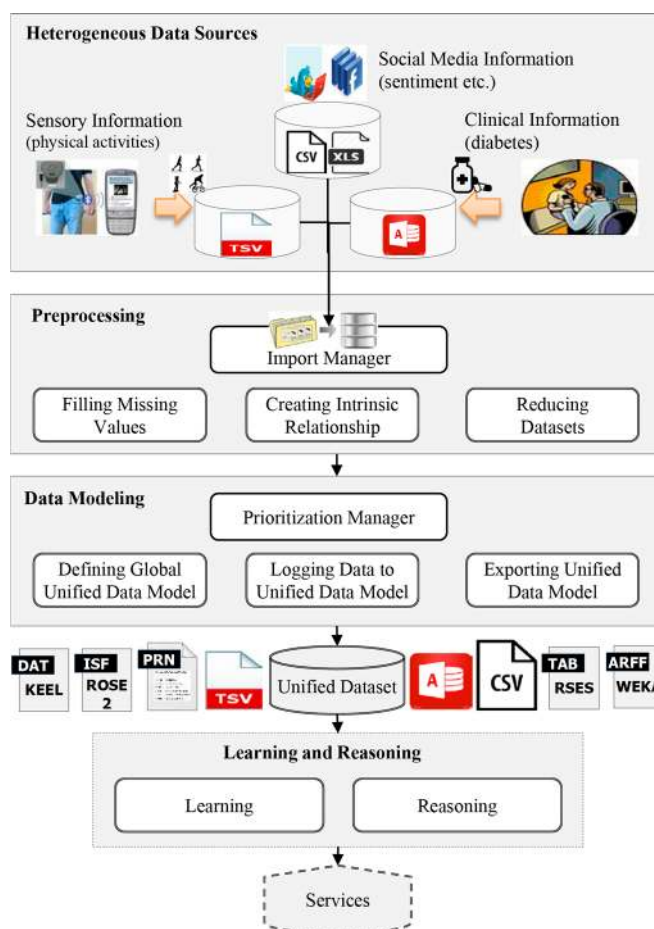 Heterogeneous Data Sources
Social Media Information
(sentiment etc.)
Sensory Information
(physical activities)
Clinical Information
(diabetes)
CSV
XLS
TSV
A
Preprocessing
Import Manager
Filling Missing
Values
Creating Intrinsic
Relationship
Reducing
Datasets
Data Modeling
Prioritization Manager
Defining Global
Unified Data Model
Logging Data to
Unified Data Model
Exporting Unified
Data Model
DAT
KEEL
ISF
ROSE
2
PRN
TSV
Unified Dataset
A
CSV
TAB
RSES
ARFF
WEKA
Learning and Reasoning
Learning
Reasoning
Services